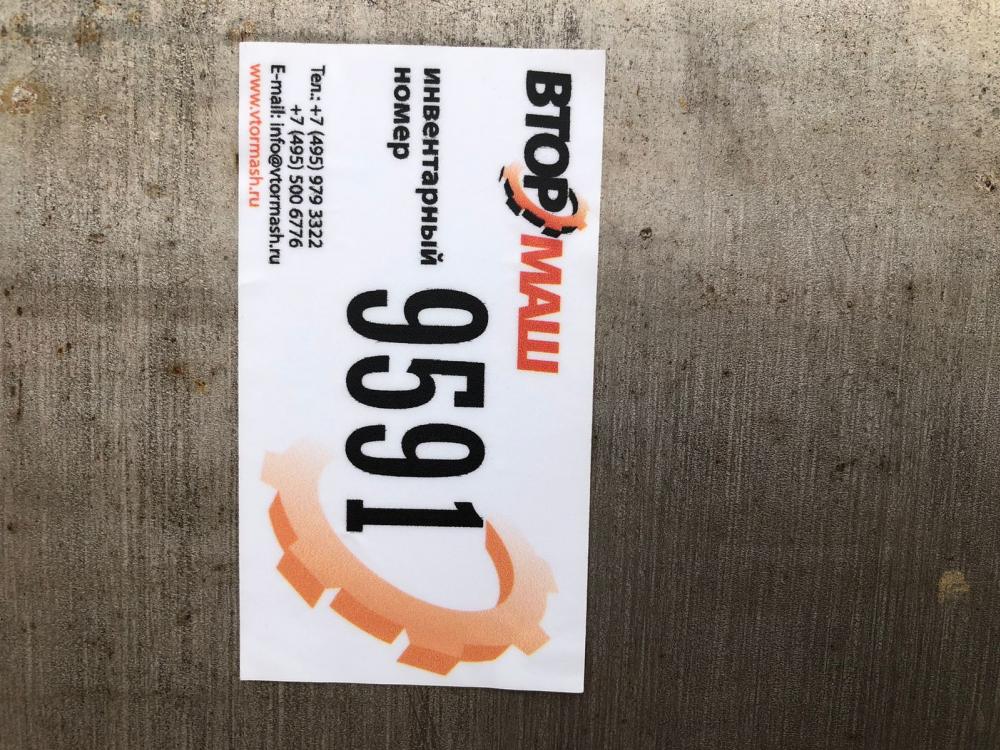 ВТОРМАШ
инвентарный
номер
9591
Тел.: +7 (495) 979 3322
+7 (495) 500 6776
E-mail: info@vtormash.ru
www.vtormash.ru